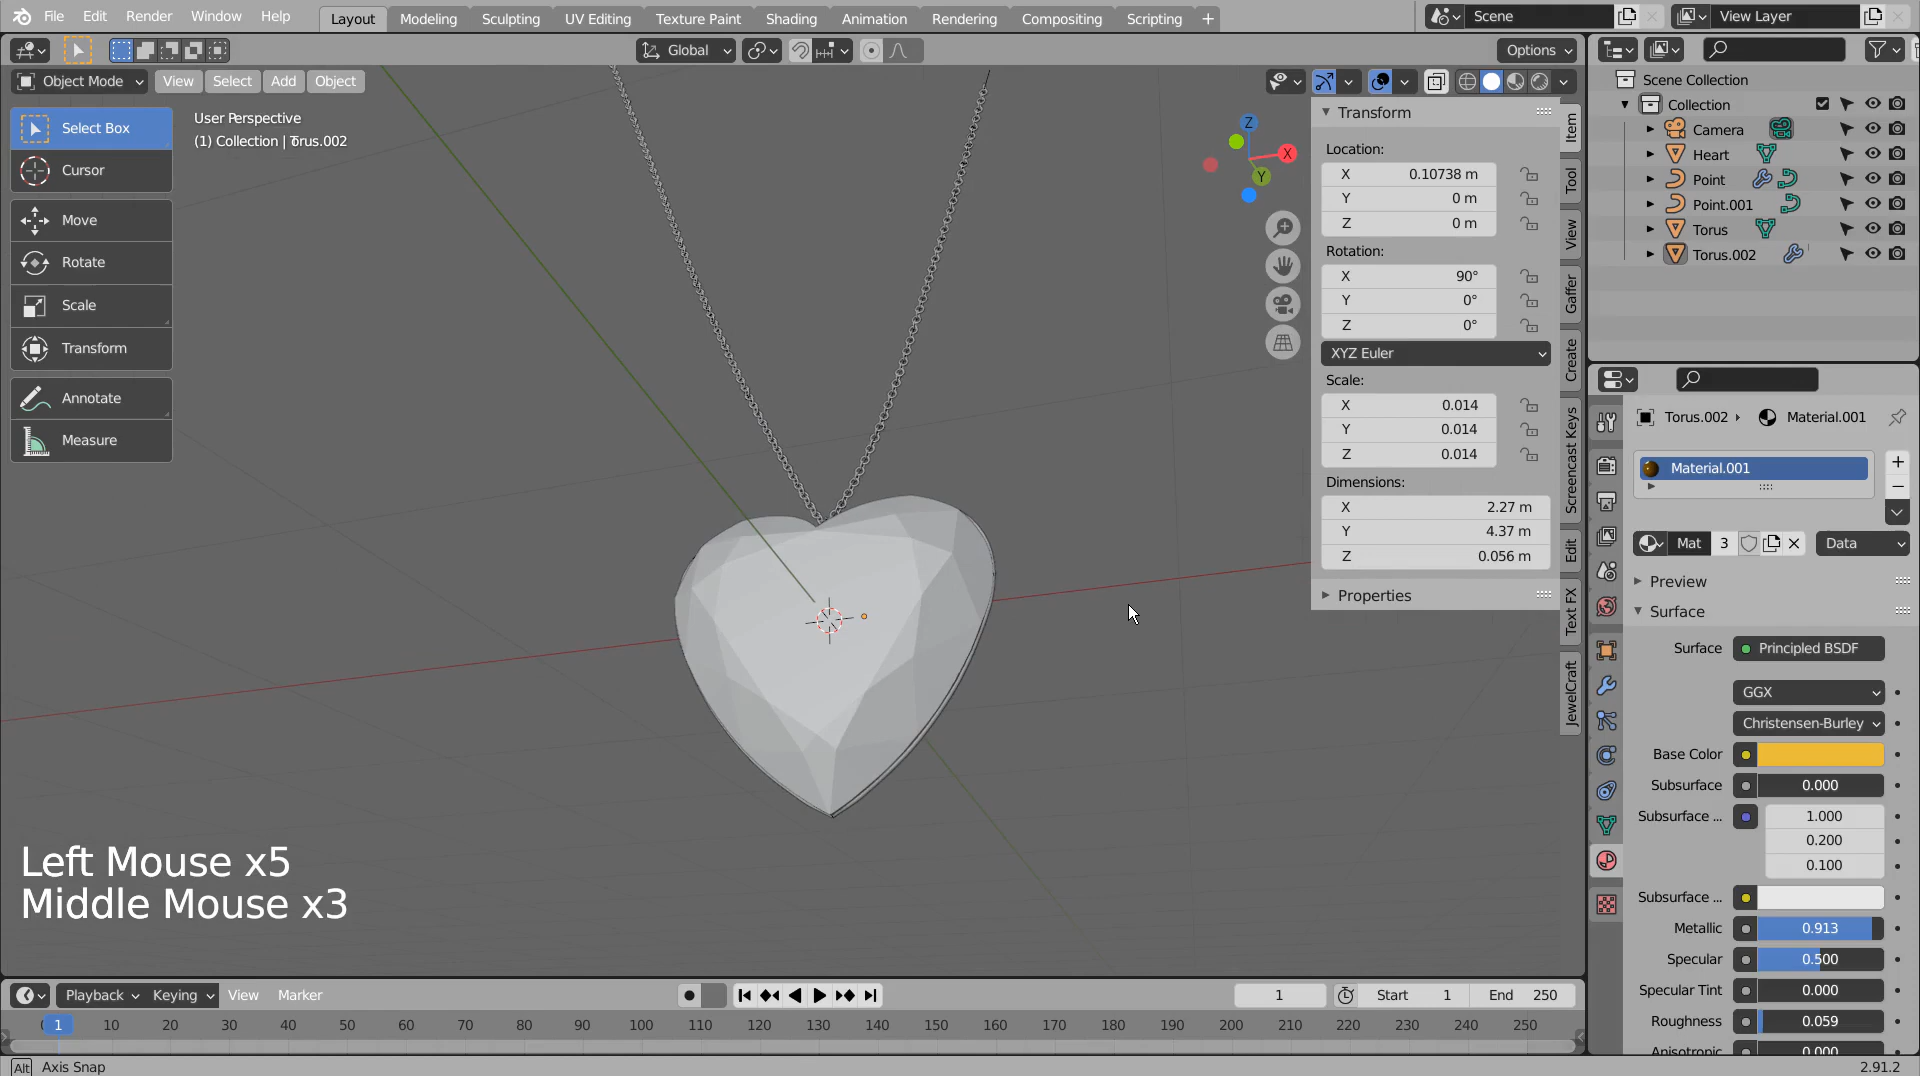 File Edit Render Window Help Layout Modeling Sculpting UV Editing Texture Paint Shading Animation Rendering Compositing Scripting + Scene View Layer
Global Options
Object Mode View Select Add Object
Select Box
Cursor
Move
Rotate
Scale
Transform
Annotate
Measure
User Perspective
(1) Collection | Torus.002
Z
X
Y
Transform
Location:
X 0.10738 m
Y 0 m
Z 0 m
Rotation:
X 90°
Y 0°
Z 0°
XYZ Euler
Scale:
X 0.014
Y 0.014
Z 0.014
Dimensions:
X 2.27 m
Y 4.37 m
Z 0.056 m
Properties
Item
Tool
View
Gaffer
Create
Screencast Keys
Edit
Text FX
JewelCraft
Scene Collection
Collection
Camera
Heart
Point
Point.001
Torus
Torus.002
Torus.002 Material.001
Material.001
Mat 3 Data
Preview
Surface
Surface Principled BSDF
GGX
Christensen-Burley
Base Color
Subsurface 0.000
Subsurface ... 1.000
0.200
0.100
Subsurface ...
Metallic 0.913
Specular 0.500
Specular Tint 0.000
Roughness 0.059
Anisotropic 0.000
Left Mouse x5
Middle Mouse x3
Playback Keying View Marker 1 Start 1 End 250
0 1 10 20 30 40 50 60 70 80 90 100 110 120 130 140 150 160 170 180 190 200 210 220 230 240 250
Alt Axis Snap 2.91.2